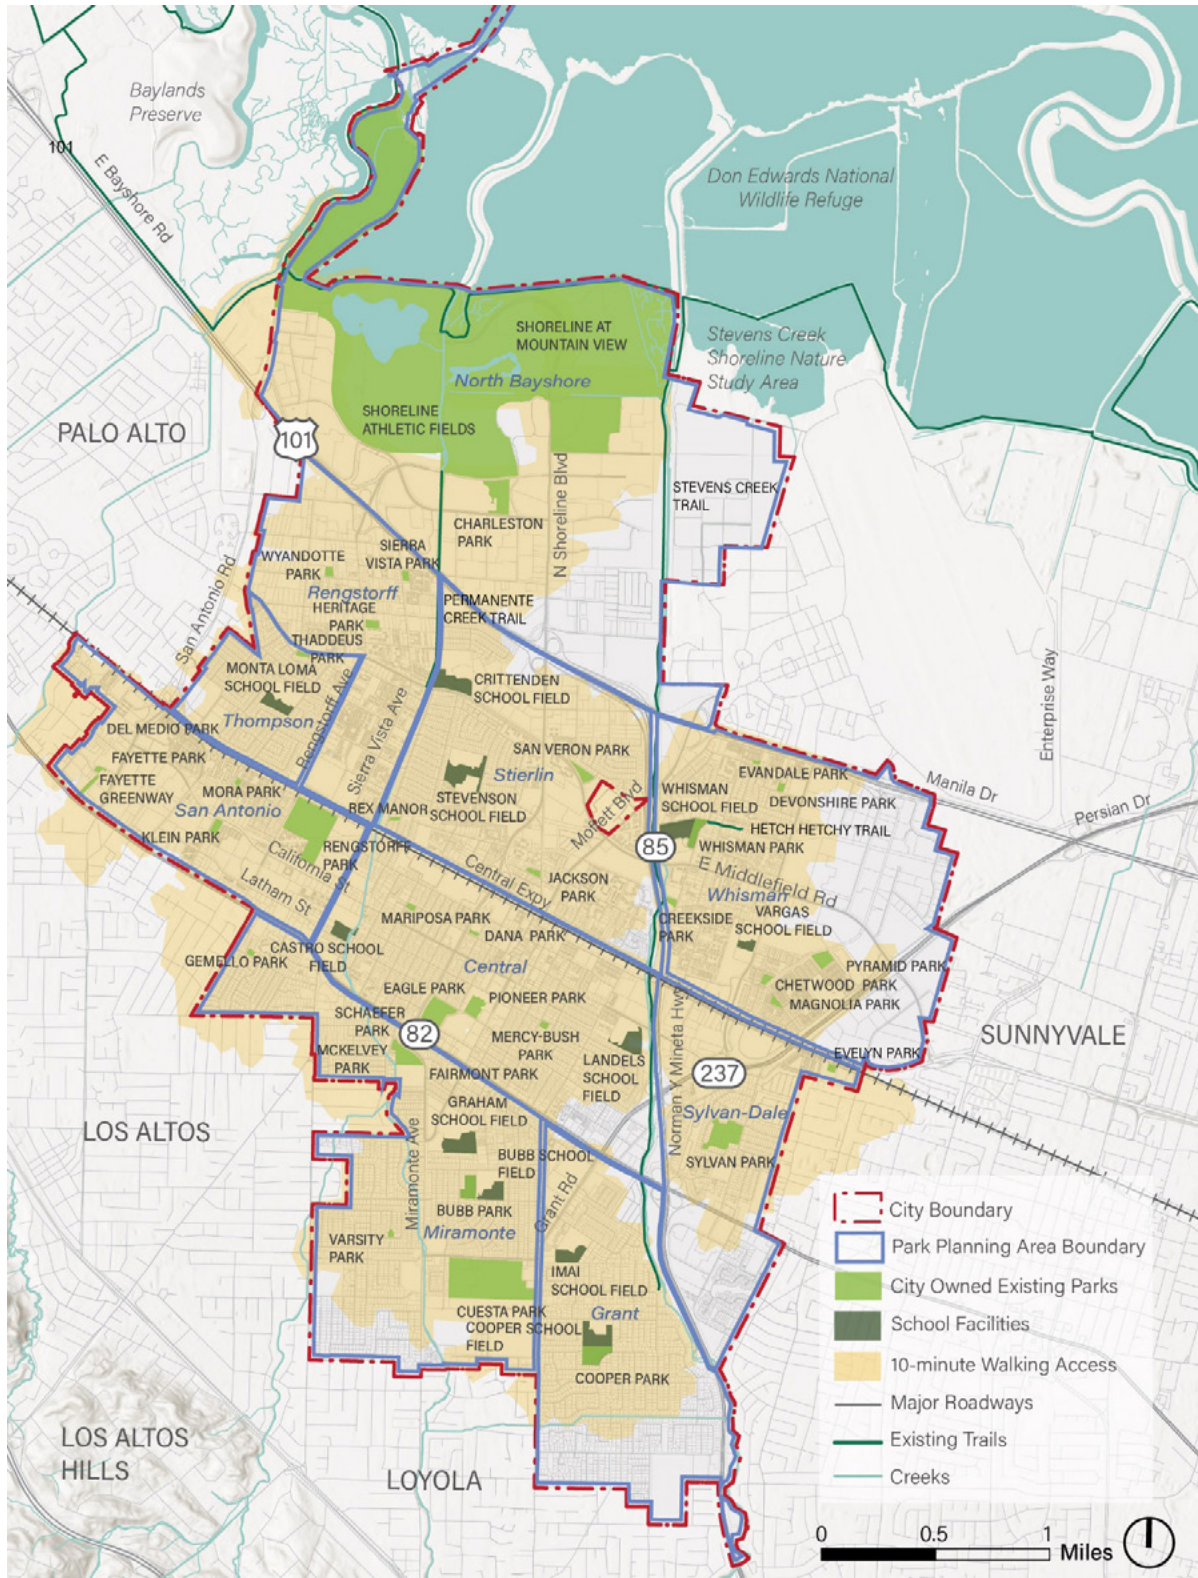 Baylands
Preserve
101
E Bayshore Rd
Don Edwards National
Wildlife Refuge
SHORELINE AT
MOUNTAIN VIEW
Stevens Creek
Shoreline Nature
Study Area
North Bayshore
SHORELINE
ATHLETIC FIELDS
PALO ALTO
101
N Shoreline Blvd
STEVENS CREEK
TRAIL
CHARLESTON
PARK
SIERRA
VISTA PARK
WYANDOTTE
PARK
Rengstorff
HERITAGE
PARK
PERMANENTE
CREEK TRAIL
San Antonio Rd
THADDEUS
PARK
MONTA LOMA
SCHOOL FIELD
CRITTENDEN
SCHOOL FIELD
Rengstorff Ave
Sierra Vista Ave
Enterprise Way
Thompson
DEL MEDIO PARK
FAYETTE PARK
FAYETTE
GREENWAY
MORA PARK
San Antonio
REX MANOR
SAN VERON PARK
Stierlin
STEVENSON
SCHOOL FIELD
Moffett Blvd
WHISMAN
SCHOOL FIELD
EVANDALE PARK
DEVONSHIRE PARK
Manila Dr
Persian Dr
HETCH HETCHY TRAIL
WHISMAN PARK
85
KLEIN PARK
RENGSTORFF
PARK
California St
Latham St
Central Expy
JACKSON
PARK
E Middlefield Rd
Whisman
VARGAS
SCHOOL FIELD
CREEKSIDE
PARK
MARIPOSA PARK
DANA PARK
CASTRO SCHOOL
FIELD
GEMELLO PARK
Central
PYRAMID PARK
CHETWOOD PARK
MAGNOLIA PARK
EAGLE PARK
PIONEER PARK
SCHAEFER
PARK
82
MERCY-BUSH
PARK
LANDELS
SCHOOL
FIELD
Norman Y Mineta Hwy
SUNNYVALE
EVELYN PARK
237
MCKELVEY
PARK
FAIRMONT PARK
GRAHAM
SCHOOL FIELD
Sylvan-Dale
SYLVAN PARK
LOS ALTOS
Miramonte Ave
BUBB SCHOOL
FIELD
Grant Rd
BUBB PARK
Miramonte
VARSITY
PARK
IMAI
SCHOOL FIELD
CUESTA PARK
COOPER SCHOOL
FIELD
Grant
COOPER PARK
LOS ALTOS
HILLS
LOYOLA
City Boundary
Park Planning Area Boundary
City Owned Existing Parks
School Facilities
10-minute Walking Access
Major Roadways
Existing Trails
Creeks
0 0.5 1
Miles